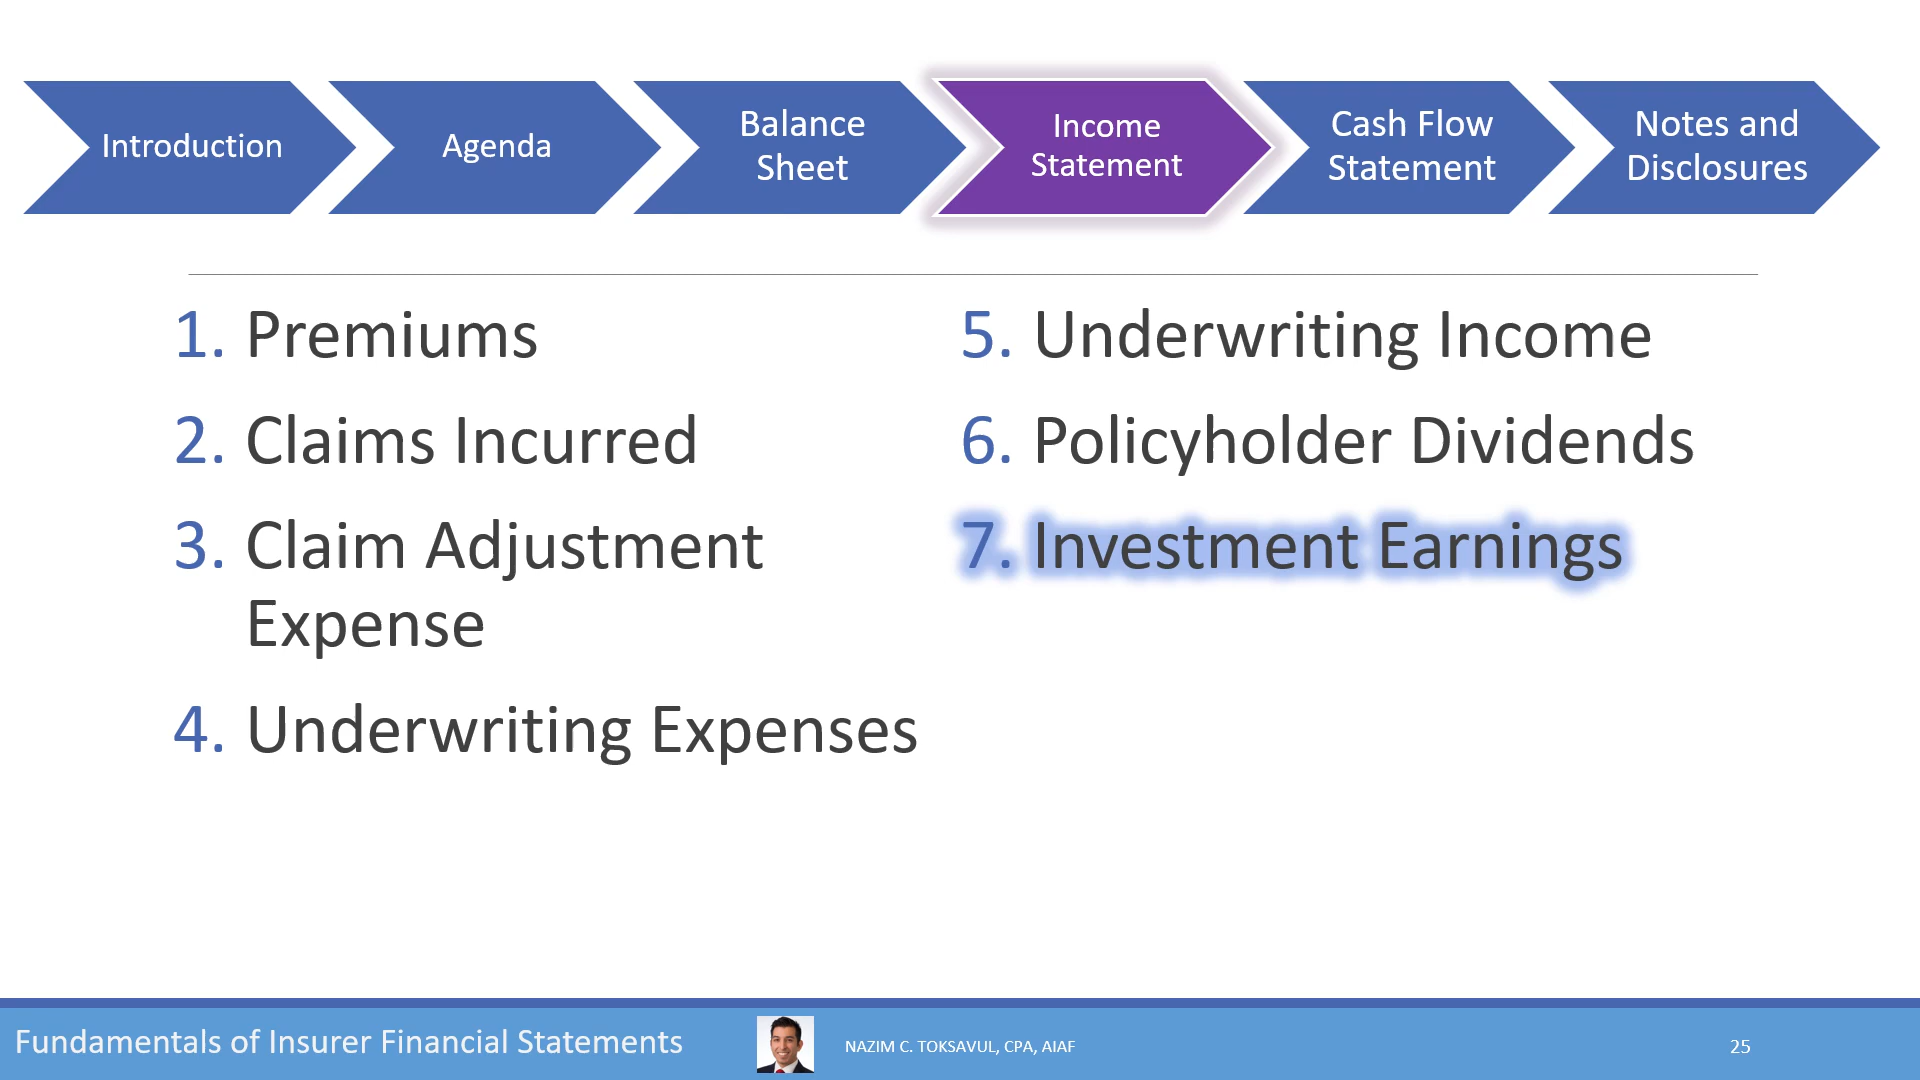 Introduction
Agenda
Balance
Sheet
Income
Statement
Cash Flow
Statement
Notes and
Disclosures
1. Premiums
2. Claims Incurred
3. Claim Adjustment
Expense
4. Underwriting Expenses
5. Underwriting Income
6. Policyholder Dividends
7. Investment Earnings
Fundamentals of Insurer Financial Statements
NAZIM C. TOKSAVUL, CPA, AIAF
25